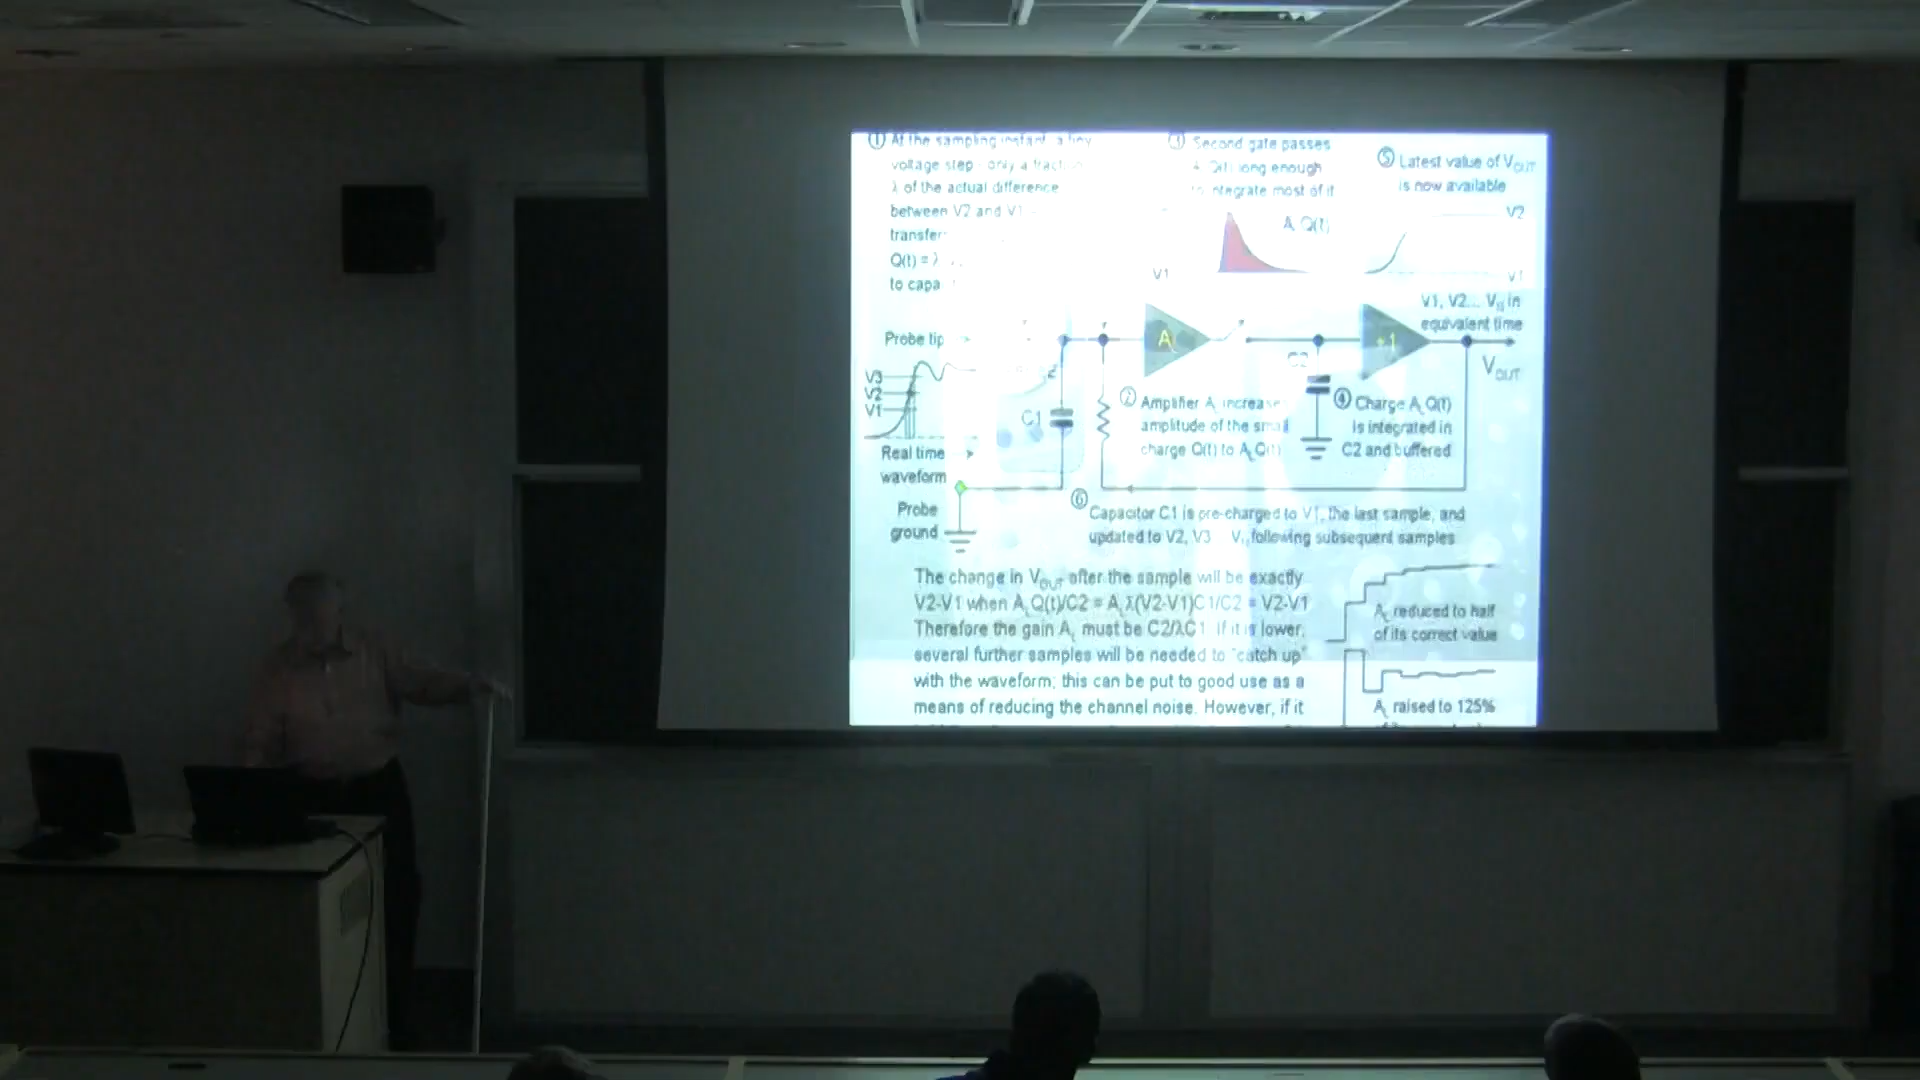 ① At the sampling instant a tiny
voltage step - only a fraction
λ of the actual difference
between V2 and V1 -
transfer
Q(t) = λ
to capa
③ Second gate passes
long enough
integrate most of it
⑤ Latest value of VOUT
is now available
V1
A Q(t)
V2
V1
V1, V2... VN in
equivalent time
Probe tip
A
+1
VOUT
V3
V2
V1
C1
C2
② Amplifier A increase
amplitude of the small
charge Q(t) to A Q(t)
④ Charge A Q(t)
is integrated in
C2 and buffered
Real time
waveform
Probe
ground
⑥ Capacitor C1 is pre-charged to V1, the last sample, and
updated to V2, V3 VN following subsequent samples
The change in VOUT after the sample will be exactly
V2-V1 when A Q(t)/C2 = A λ(V2-V1)C1/C2 = V2-V1
Therefore the gain A must be C2/λC1. If it is lower,
several further samples will be needed to "catch up"
with the waveform; this can be put to good use as a
means of reducing the channel noise. However, if it
A reduced to half
of its correct value
A raised to 125%